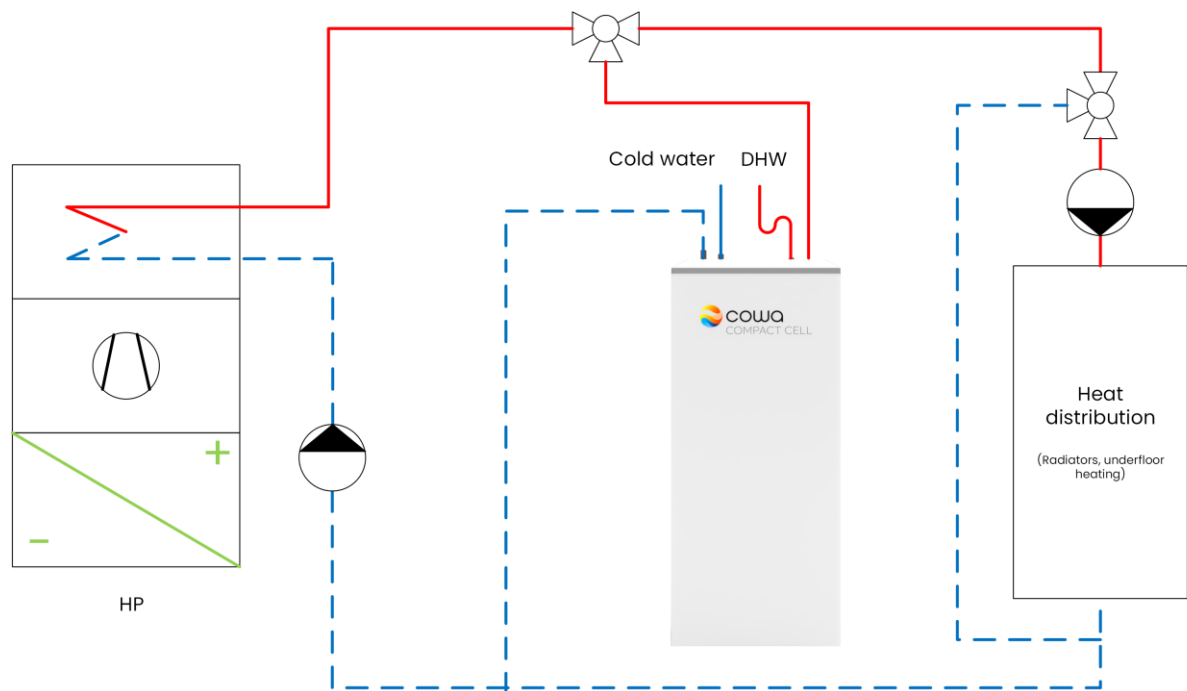 Cold water
DHW
cowa
COMPACT CELL
Heat
distribution
(Radiators, underfloor
heating)
+
-
HP